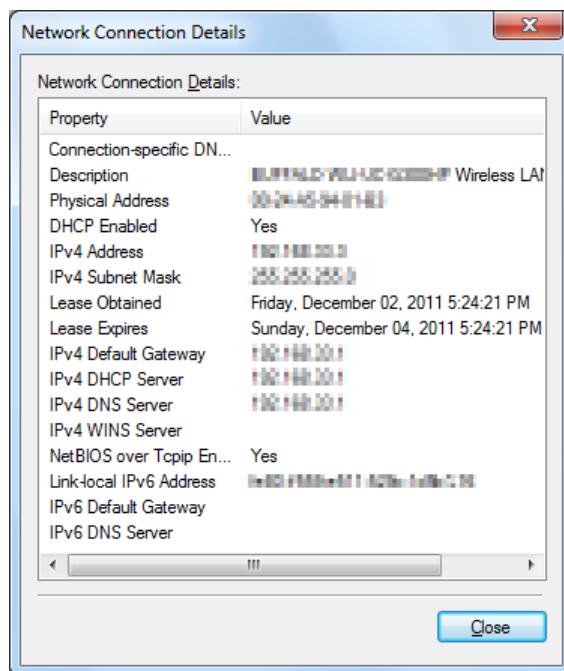 Network Connection Details
Network Connection Details:
Property Value
Connection-specific DN...
Description Wireless LAN
Physical Address
DHCP Enabled Yes
IPv4 Address
IPv4 Subnet Mask
Lease Obtained Friday, December 02, 2011 5:24:21 PM
Lease Expires Sunday, December 04, 2011 5:24:21 PM
IPv4 Default Gateway
IPv4 DHCP Server
IPv4 DNS Server
IPv4 WINS Server
NetBIOS over Tcpip En... Yes
Link-local IPv6 Address
IPv6 Default Gateway
IPv6 DNS Server
Close